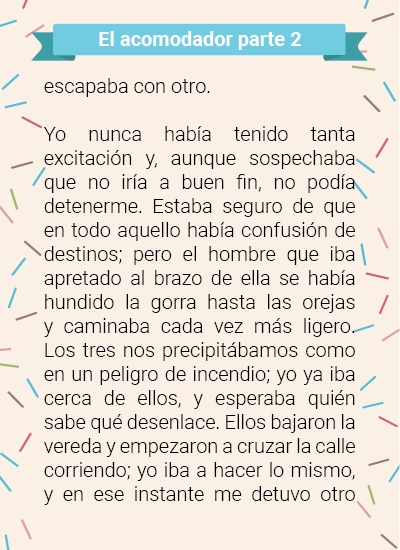 El acomodador parte 2
escapaba con otro.
Yo nunca había tenido tanta
excitación y, aunque sospechaba
que no iría a buen fin, no podía
detenerme. Estaba seguro de que
en todo aquello había confusión de
destinos; pero el hombre que iba
apretado al brazo de ella se había
hundido la gorra hasta las orejas
y caminaba cada vez más ligero.
Los tres nos precipitábamos como
en un peligro de incendio; yo ya iba
cerca de ellos, y esperaba quién
sabe qué desenlace. Ellos bajaron la
vereda y empezaron a cruzar la calle
corriendo; yo iba a hacer lo mismo,
y en ese instante me detuvo otro